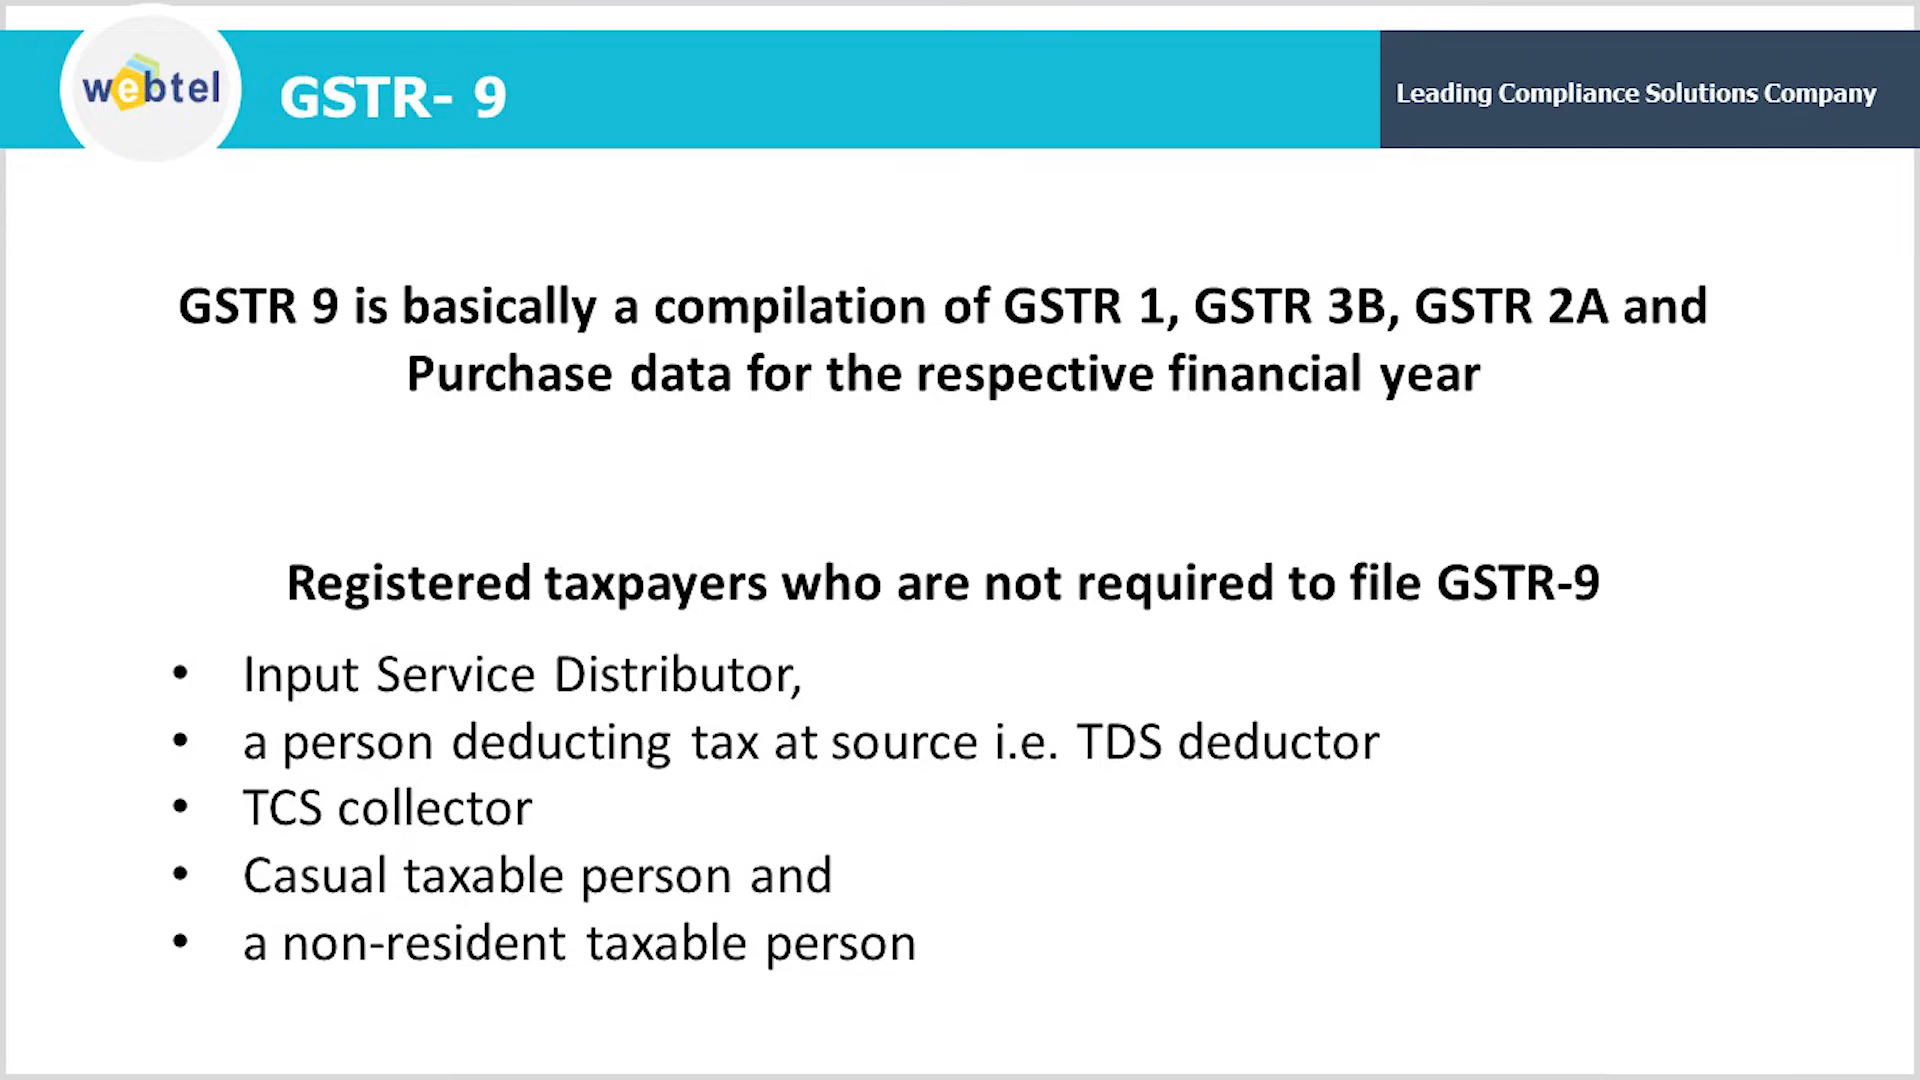 webtel
GSTR- 9
Leading Compliance Solutions Company
GSTR 9 is basically a compilation of GSTR 1, GSTR 3B, GSTR 2A and
Purchase data for the respective financial year
Registered taxpayers who are not required to file GSTR-9
• Input Service Distributor,
• a person deducting tax at source i.e. TDS deductor
• TCS collector
• Casual taxable person and
• a non-resident taxable person